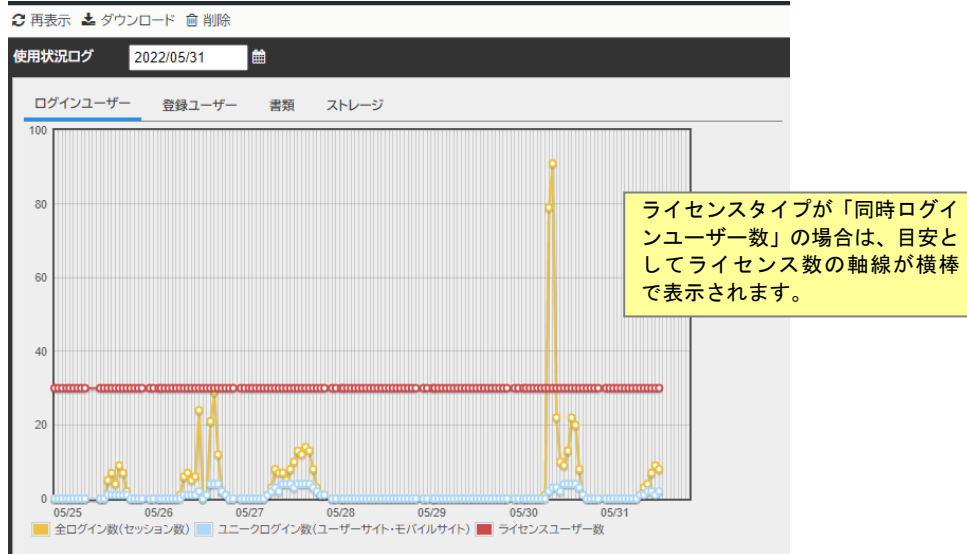 再表示 ダウンロード 削除
使用状況ログ 2022/05/31
ログインユーザー 登録ユーザー 書類 ストレージ
100
80
60
40
20
0
05/25 05/26 05/27 05/28 05/29 05/30 05/31
全ログイン数(セッション数) ユニークログイン数(ユーザーサイト・モバイルサイト) ライセンスユーザー数
ライセンスタイプが「同時ログイ
ンユーザー数」の場合は、目安と
してライセンス数の軸線が横棒
で表示されます。